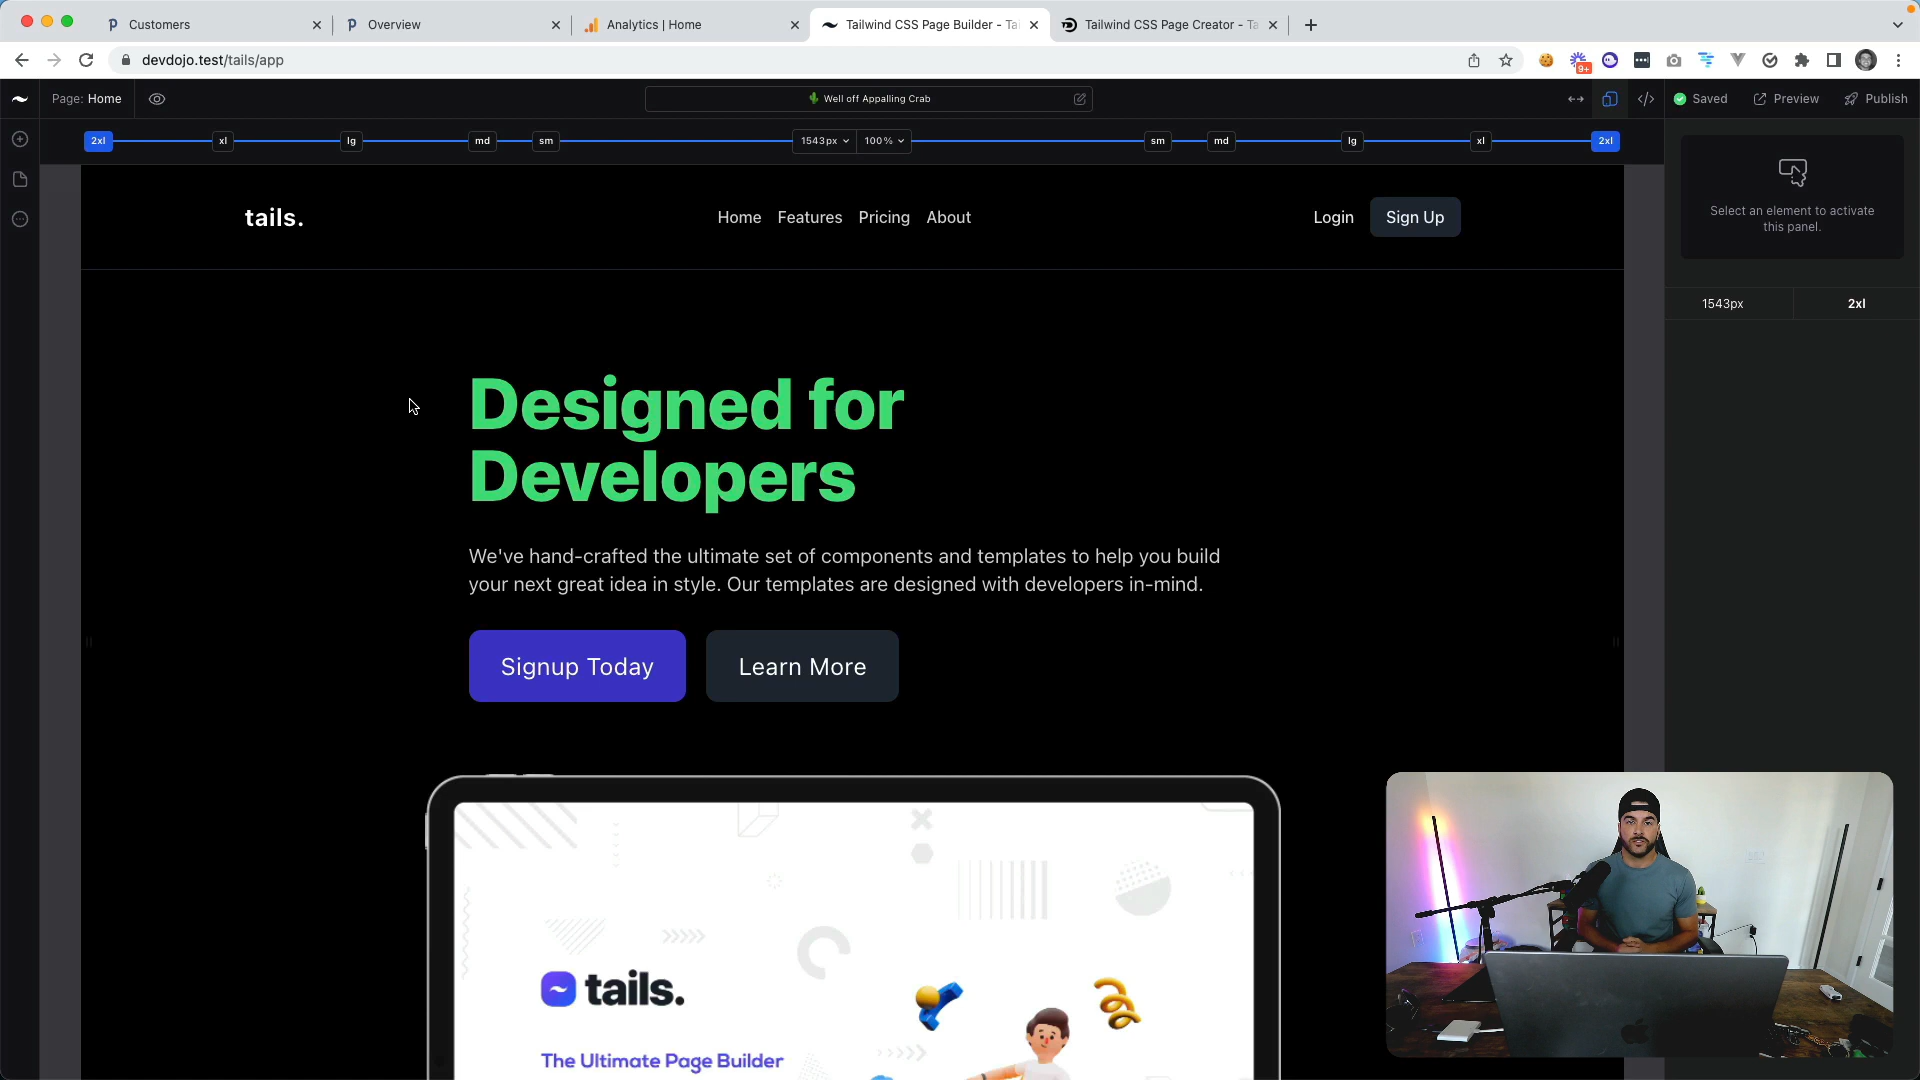 Customers
Overview
Analytics | Home
Tailwind CSS Page Builder - Tai
Tailwind CSS Page Creator - Ta
devdojo.test/tails/app
9+
Page: Home
Well off Appalling Crab
Saved
Preview
Publish
2xl
xl
lg
md
sm
1543px
100%
sm
md
lg
xl
2xl
tails.
Home
Features
Pricing
About
Login
Sign Up
Select an element to activate
this panel.
1543px
2xl
Designed for
Developers
We've hand-crafted the ultimate set of components and templates to help you build
your next great idea in style. Our templates are designed with developers in-mind.
Signup Today
Learn More
tails.
The Ultimate Page Builder